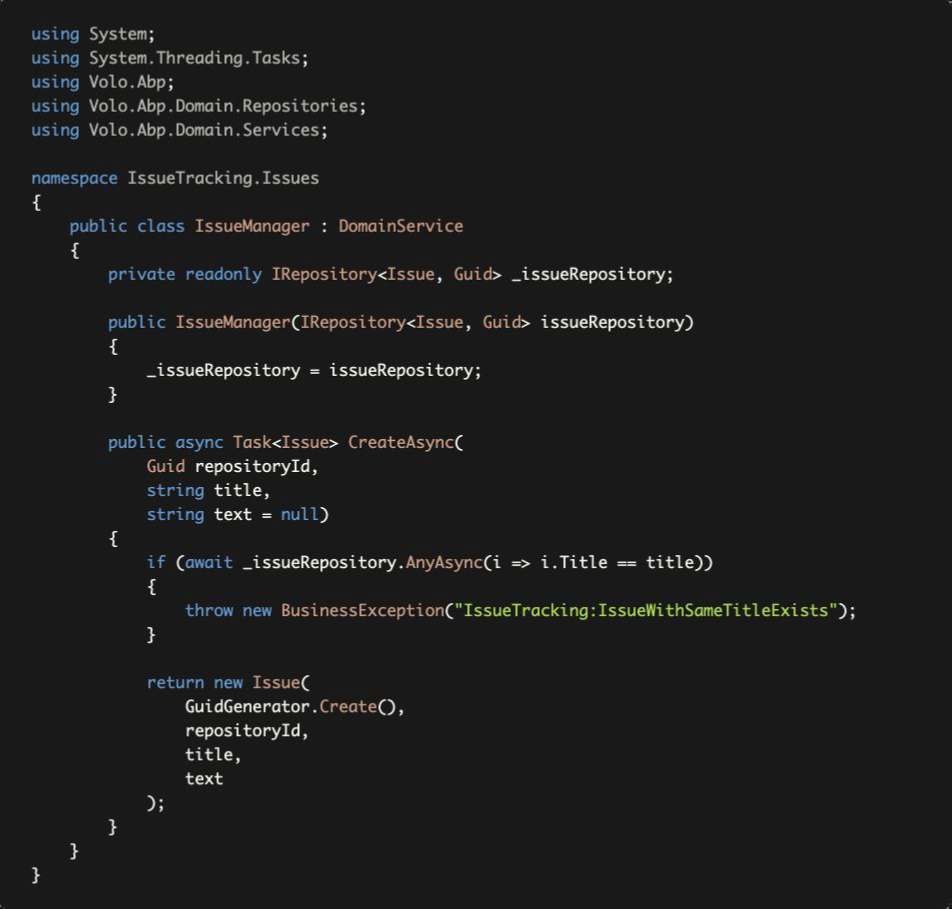 using System;
using System.Threading.Tasks;
using Volo.Abp;
using Volo.Abp.Domain.Repositories;
using Volo.Abp.Domain.Services;

namespace IssueTracking.Issues
{
    public class IssueManager : DomainService
    {
        private readonly IRepository<Issue, Guid> _issueRepository;

        public IssueManager(IRepository<Issue, Guid> issueRepository)
        {
            _issueRepository = issueRepository;
        }

        public async Task<Issue> CreateAsync(
            Guid repositoryId,
            string title,
            string text = null)
        {
            if (await _issueRepository.AnyAsync(i => i.Title == title))
            {
                throw new BusinessException("IssueTracking:IssueWithSameTitleExists");
            }

            return new Issue(
                GuidGenerator.Create(),
                repositoryId,
                title,
                text
            );
        }
    }
}